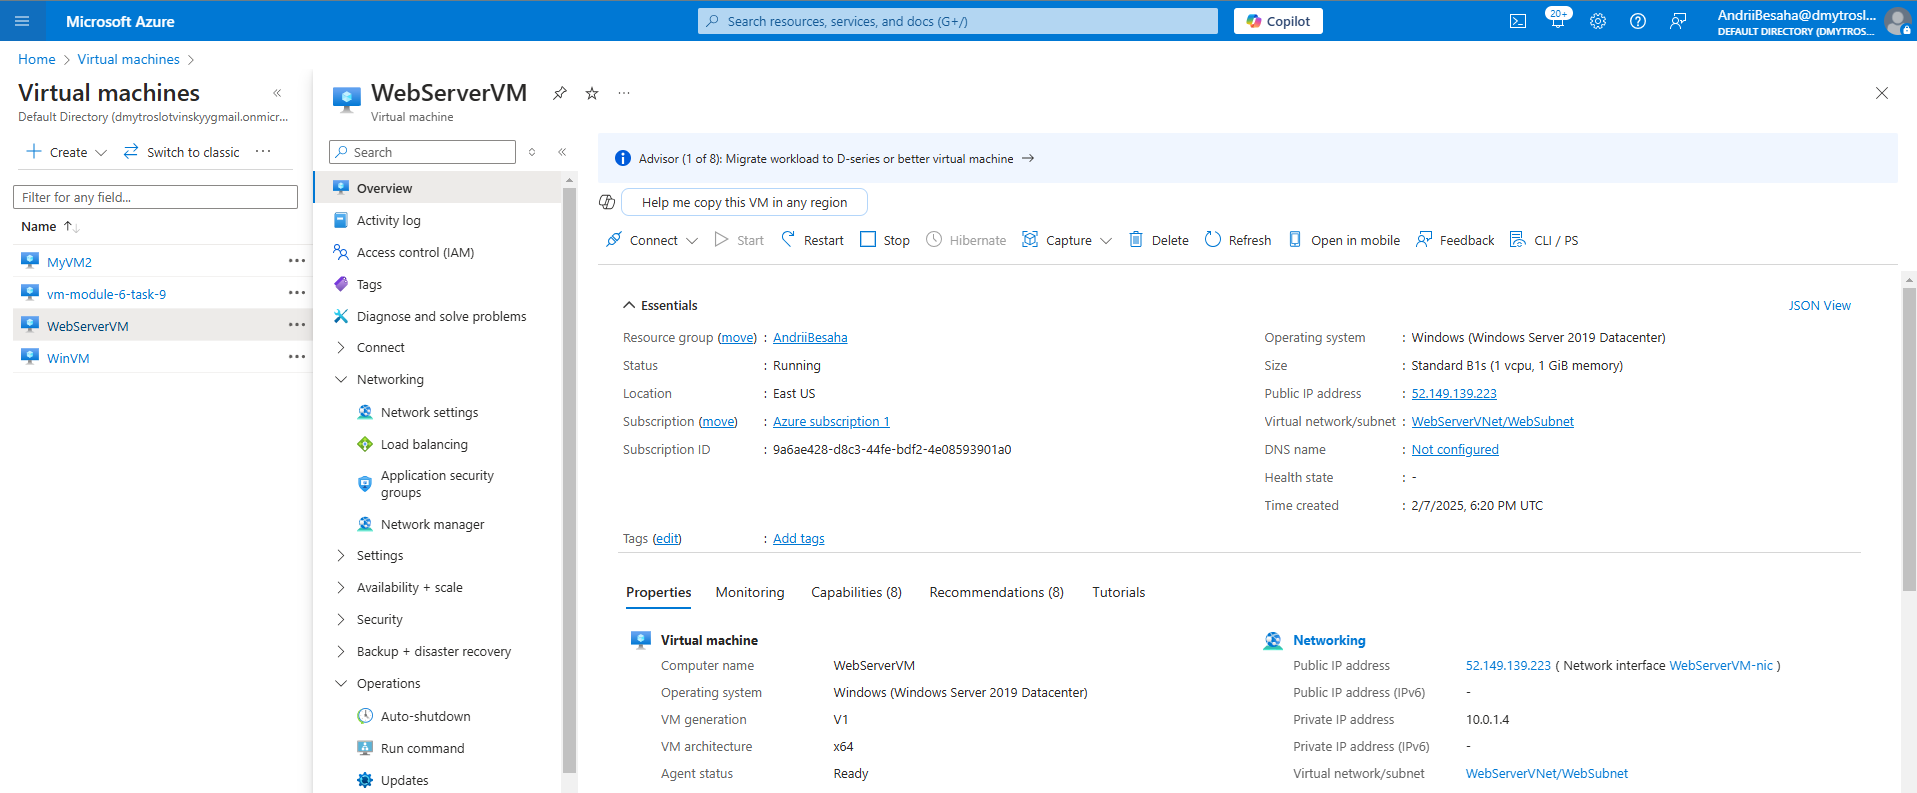 Microsoft Azure
Search resources, services, and docs (G+/)
Copilot
20+
AndriiBesaha@dmytrosl...
DEFAULT DIRECTORY (DMYTROS...
Home > Virtual machines >
Virtual machines
Default Directory (dmytroslotvinskyygmail.onmicr...
Create
Switch to classic
Filter for any field...
Name
MyVM2
vm-module-6-task-9
WebServerVM
WinVM
WebServerVM
Virtual machine
Search
Overview
Activity log
Access control (IAM)
Tags
Diagnose and solve problems
Connect
Networking
Network settings
Load balancing
Application security
groups
Network manager
Settings
Availability + scale
Security
Backup + disaster recovery
Operations
Auto-shutdown
Run command
Updates
Advisor (1 of 8): Migrate workload to D-series or better virtual machine →
Help me copy this VM in any region
Connect Start Restart Stop Hibernate Capture Delete Refresh Open in mobile Feedback CLI / PS
Essentials
JSON View
Resource group (move) : AndriiBesaha
Status : Running
Location : East US
Subscription (move) : Azure subscription 1
Subscription ID : 9a6ae428-d8c3-44fe-bdf2-4e08593901a0
Operating system : Windows (Windows Server 2019 Datacenter)
Size : Standard B1s (1 vcpu, 1 GiB memory)
Public IP address : 52.149.139.223
Virtual network/subnet : WebServerVNet/WebSubnet
DNS name : Not configured
Health state : -
Time created : 2/7/2025, 6:20 PM UTC
Tags (edit) : Add tags
Properties Monitoring Capabilities (8) Recommendations (8) Tutorials
Virtual machine
Computer name WebServerVM
Operating system Windows (Windows Server 2019 Datacenter)
VM generation V1
VM architecture x64
Agent status Ready
Networking
Public IP address 52.149.139.223 ( Network interface WebServerVM-nic )
Public IP address (IPv6) -
Private IP address 10.0.1.4
Private IP address (IPv6) -
Virtual network/subnet WebServerVNet/WebSubnet